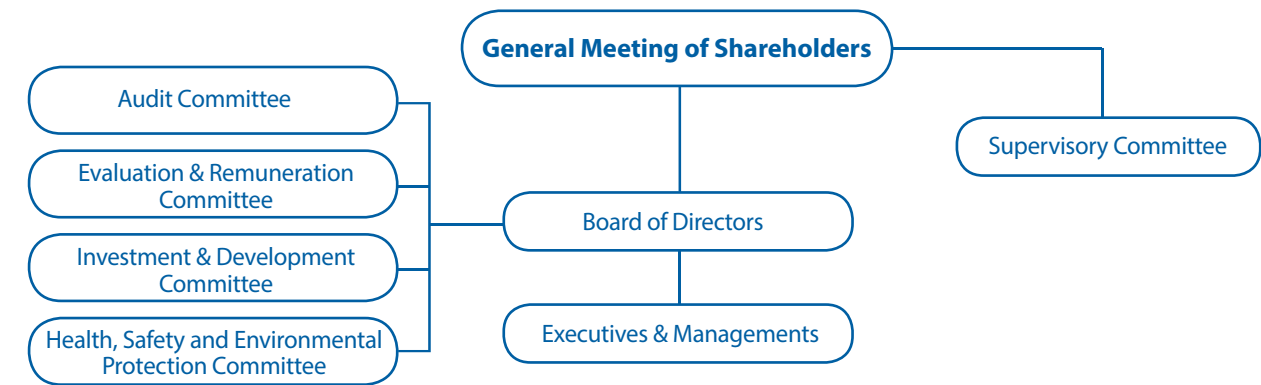 General Meeting of Shareholders
Audit Committee
Supervisory Committee
Evaluation & Remuneration
Committee
Board of Directors
Investment & Development
Committee
Executives & Managements
Health, Safety and Environmental
Protection Committee